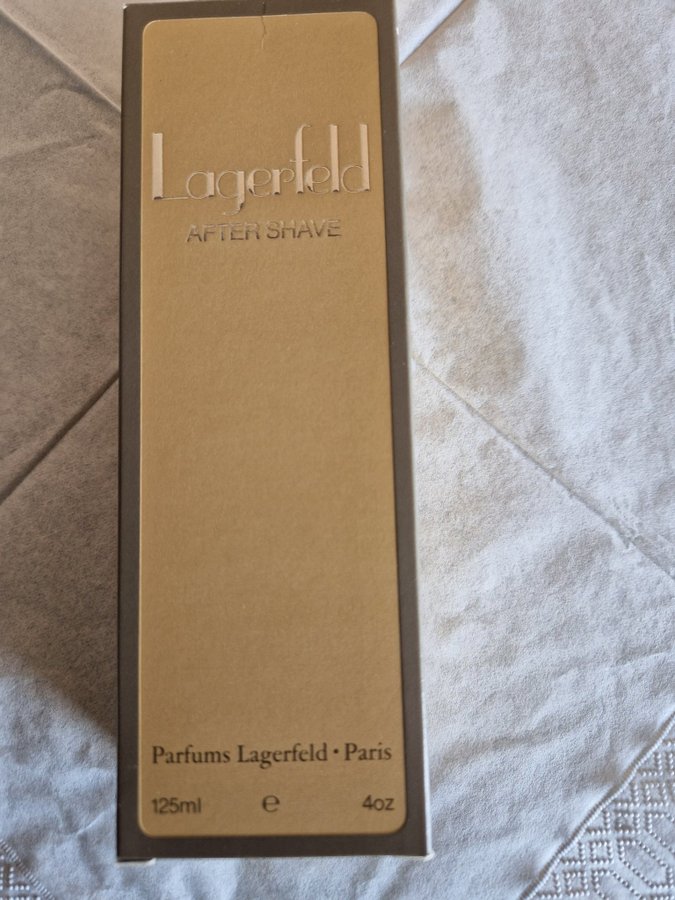 Lagerfeld
AFTER SHAVE
Parfums Lagerfeld • Paris
125ml ℮ 4oz